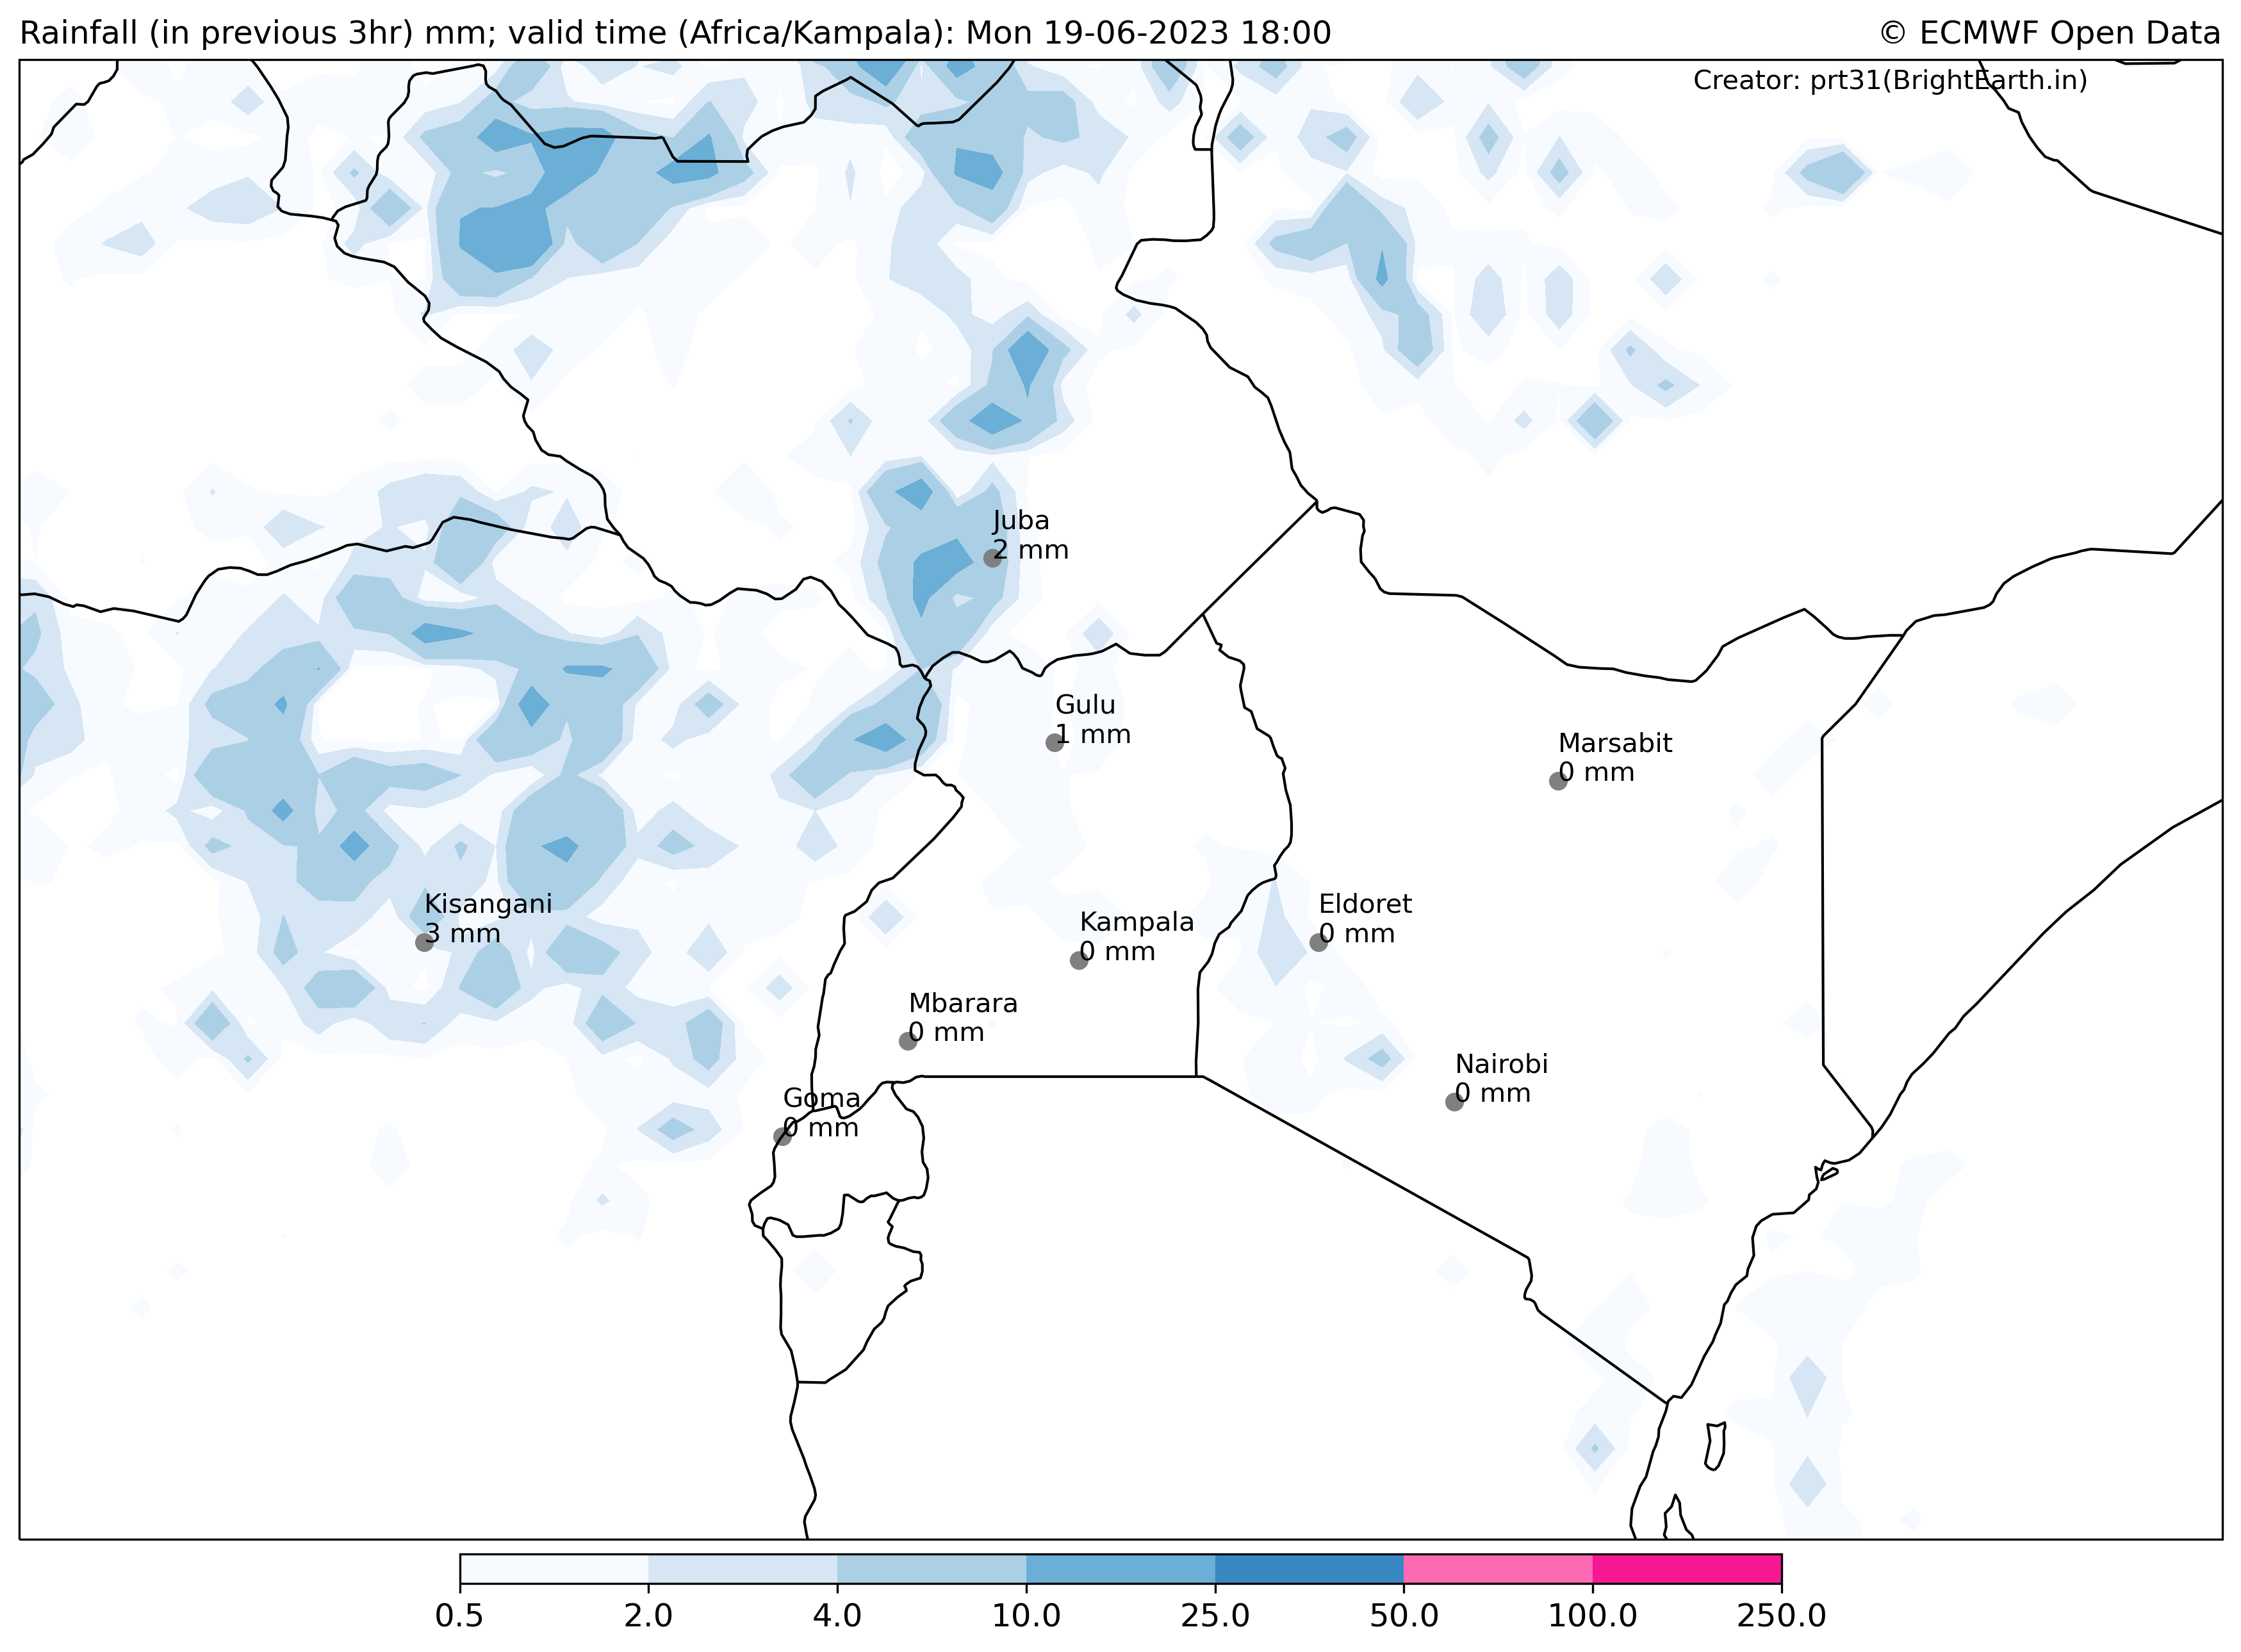 Rainfall (in previous 3hr) mm; valid time (Africa/Kampala): Mon 19-06-2023 18:00
© ECMWF Open Data
Creator: prt31(BrightEarth.in)
Juba
2 mm
Gulu
1 mm
Marsabit
0 mm
Kisangani
3 mm
Kampala
0 mm
Eldoret
0 mm
Mbarara
0 mm
Nairobi
0 mm
Goma
0 mm
0.5 2.0 4.0 10.0 25.0 50.0 100.0 250.0